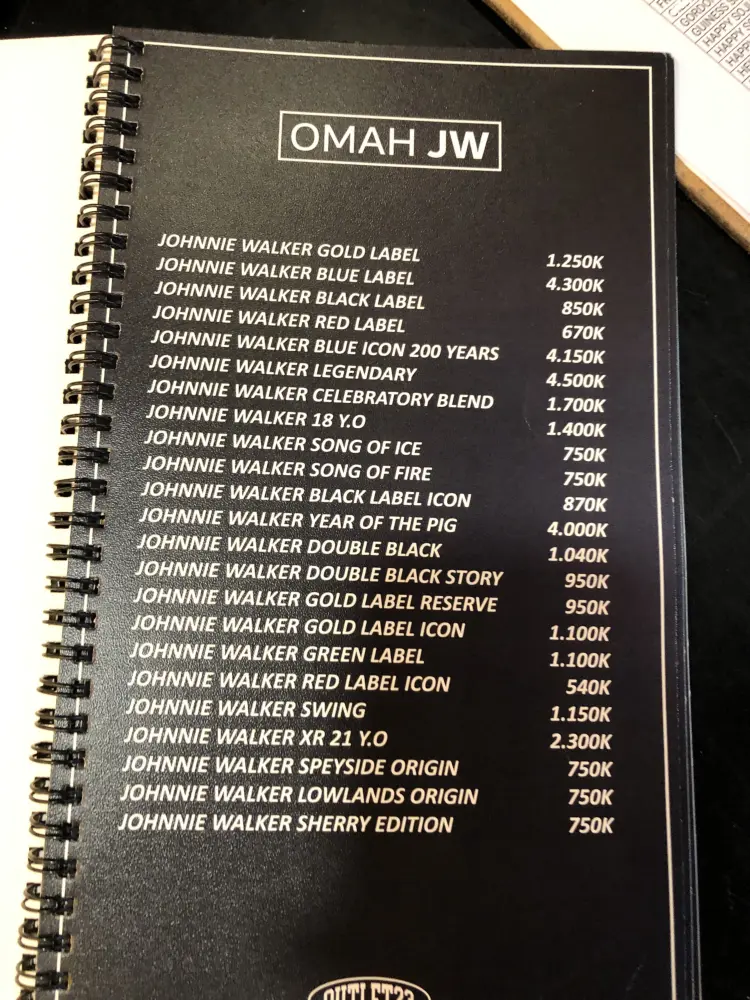 OMAH JW
JOHNNIE WALKER GOLD LABEL 1.250K
JOHNNIE WALKER BLUE LABEL 4.300K
JOHNNIE WALKER BLACK LABEL 850K
JOHNNIE WALKER RED LABEL 670K
JOHNNIE WALKER BLUE ICON 200 YEARS 4.150K
JOHNNIE WALKER LEGENDARY 4.500K
JOHNNIE WALKER CELEBRATORY BLEND 1.700K
JOHNNIE WALKER 18 Y.O 1.400K
JOHNNIE WALKER SONG OF ICE 750K
JOHNNIE WALKER SONG OF FIRE 750K
JOHNNIE WALKER BLACK LABEL ICON 870K
JOHNNIE WALKER YEAR OF THE PIG 4.000K
JOHNNIE WALKER DOUBLE BLACK 1.040K
JOHNNIE WALKER DOUBLE BLACK STORY 950K
JOHNNIE WALKER GOLD LABEL RESERVE 950K
JOHNNIE WALKER GOLD LABEL ICON 1.100K
JOHNNIE WALKER GREEN LABEL 1.100K
JOHNNIE WALKER RED LABEL ICON 540K
JOHNNIE WALKER SWING 1.150K
JOHNNIE WALKER XR 21 Y.O 2.300K
JOHNNIE WALKER SPEYSIDE ORIGIN 750K
JOHNNIE WALKER LOWLANDS ORIGIN 750K
JOHNNIE WALKER SHERRY EDITION 750K
OUTLET23